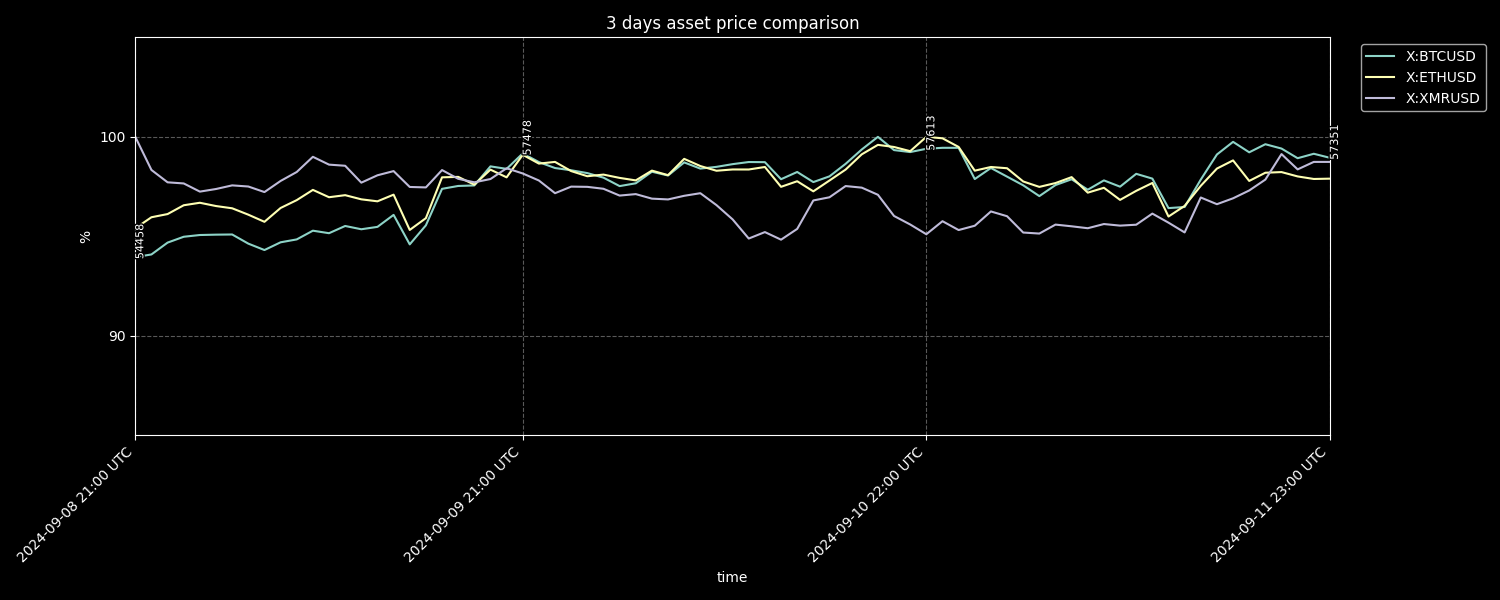 3 days asset price comparison
X:BTCUSD
X:ETHUSD
X:XMRUSD
100
90
%
54458
57478
57613
57351
2024-09-08 21:00 UTC
2024-09-09 21:00 UTC
2024-09-10 22:00 UTC
2024-09-11 23:00 UTC
time